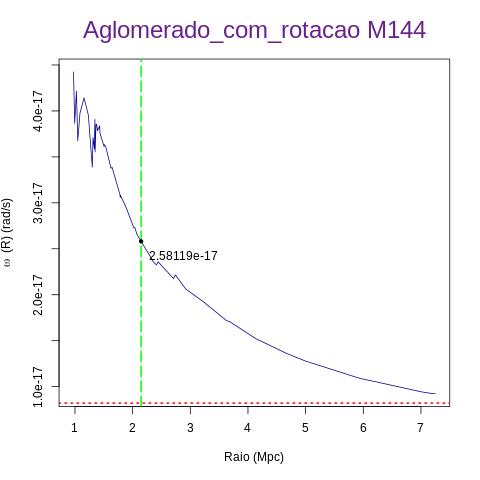 Aglomerado_com_rotacao M144
ω (R) (rad/s)
4.0e-17
3.0e-17
2.0e-17
1.0e-17
2.58119e-17
1 2 3 4 5 6 7
Raio (Mpc)